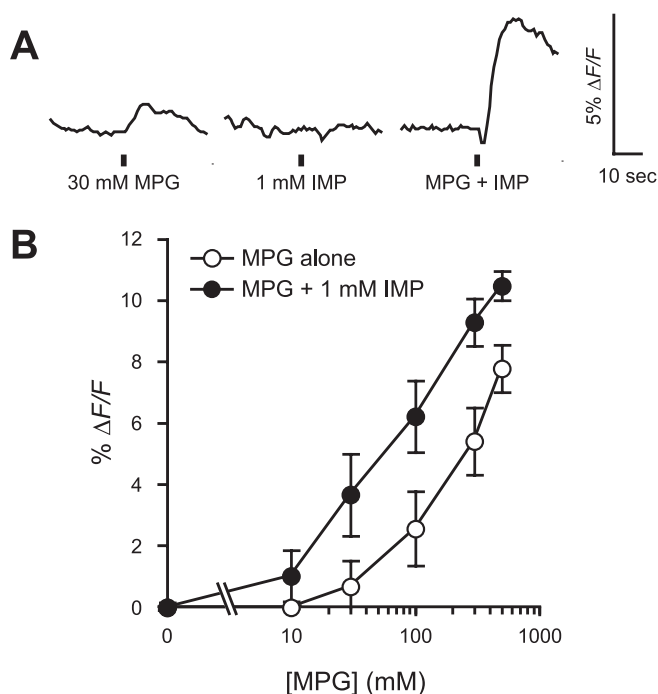 A
30 mM MPG
1 mM IMP
MPG + IMP
5% ΔF/F
10 sec
B
MPG alone
MPG + 1 mM IMP
% ΔF/F
12
10
8
6
4
2
0
0
10
100
1000
[MPG] (mM)